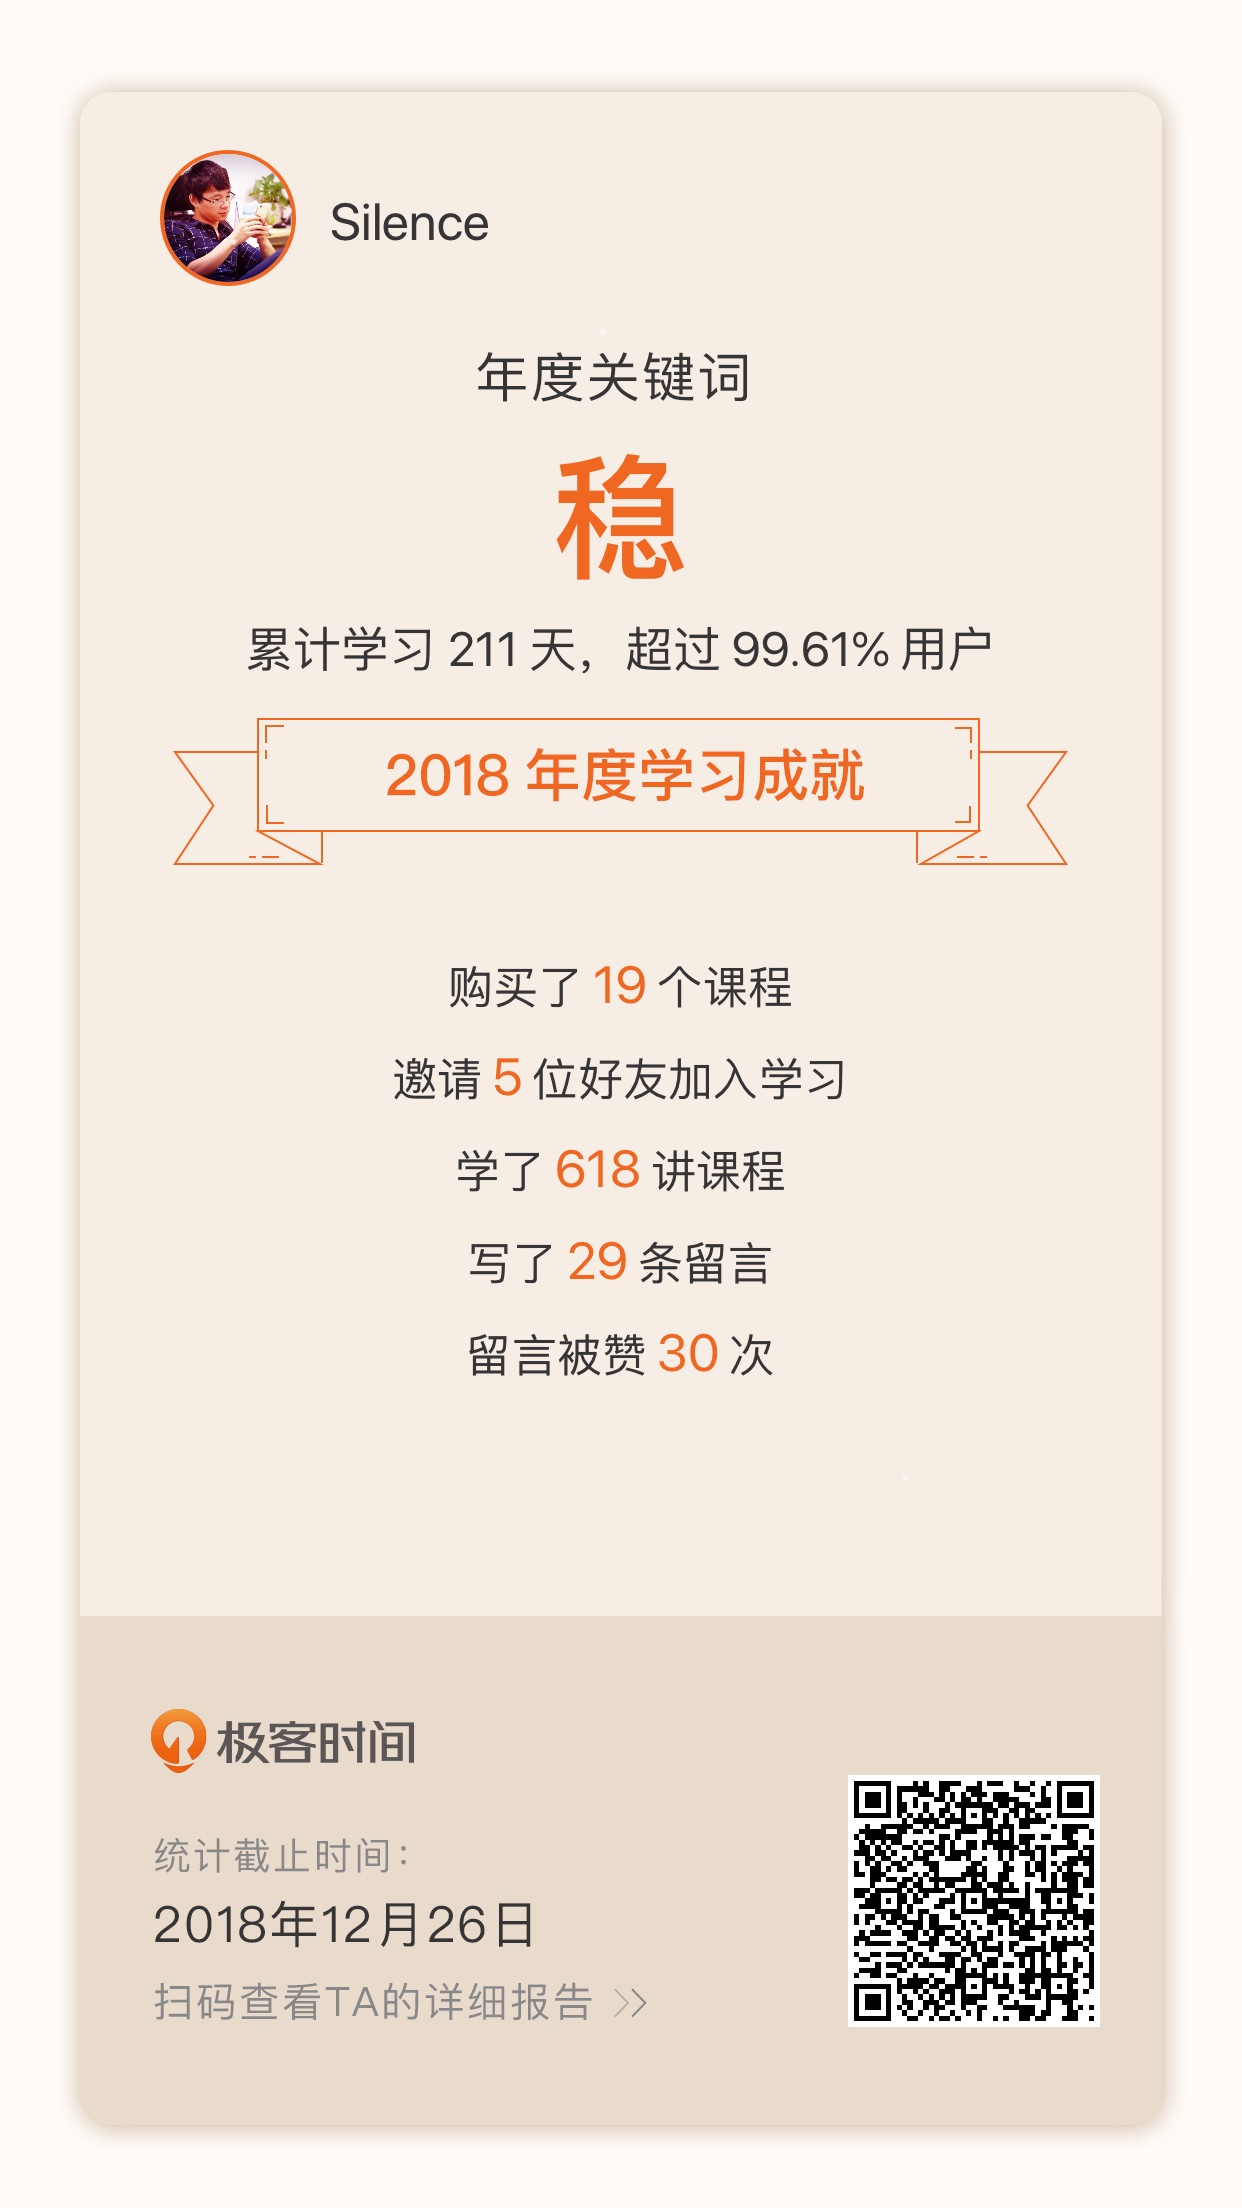 Silence
年度关键词
稳
累计学习 211 天，超过 99.61% 用户
2018 年度学习成就
购买了 19 个课程
邀请 5 位好友加入学习
学了 618 讲课程
写了 29 条留言
留言被赞 30 次
极客时间
统计截止时间：
2018年12月26日
扫码查看TA的详细报告